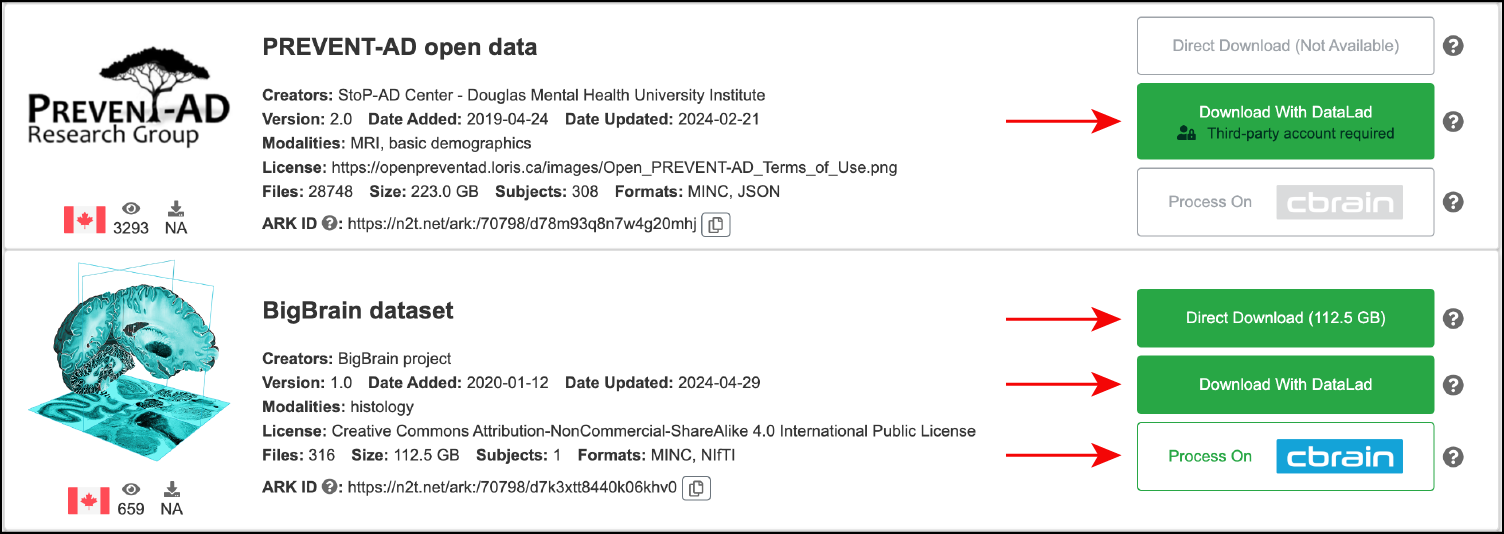 PREVENT-AD
Research Group
3293 NA
PREVENT-AD open data
Creators: StoP-AD Center - Douglas Mental Health University Institute
Version: 2.0 Date Added: 2019-04-24 Date Updated: 2024-02-21
Modalities: MRI, basic demographics
License: https://openpreventad.loris.ca/images/Open_PREVENT-AD_Terms_of_Use.png
Files: 28748 Size: 223.0 GB Subjects: 308 Formats: MINC, JSON
ARK ID ?: https://n2t.net/ark:/70798/d78m93q8n7w4g20mhj
Direct Download (Not Available) ?
Download With DataLad ?
Third-party account required
Process On cbrain ?
659 NA
BigBrain dataset
Creators: BigBrain project
Version: 1.0 Date Added: 2020-01-12 Date Updated: 2024-04-29
Modalities: histology
License: Creative Commons Attribution-NonCommercial-ShareAlike 4.0 International Public License
Files: 316 Size: 112.5 GB Subjects: 1 Formats: MINC, NIfTI
ARK ID ?: https://n2t.net/ark:/70798/d7k3xtt8440k06khv0
Direct Download (112.5 GB) ?
Download With DataLad ?
Process On cbrain ?